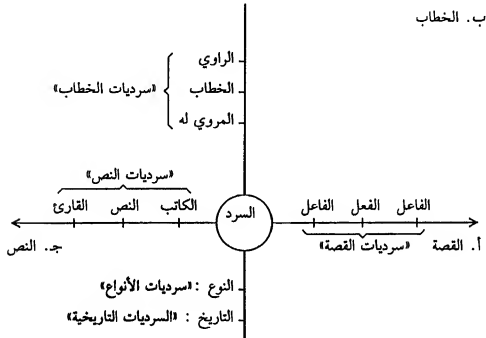 ب. الخطاب
الراوي
الخطاب
المروي له
«سرديات الخطاب»
«سرديات النص»
الفاعل الفعل الفاعل السرد الكاتب النص القارئ
أ. القصة «سرديات القصة» جـ. النص
النوع : «سرديات الأنواع»
التاريخ : «السرديات التاريخية»